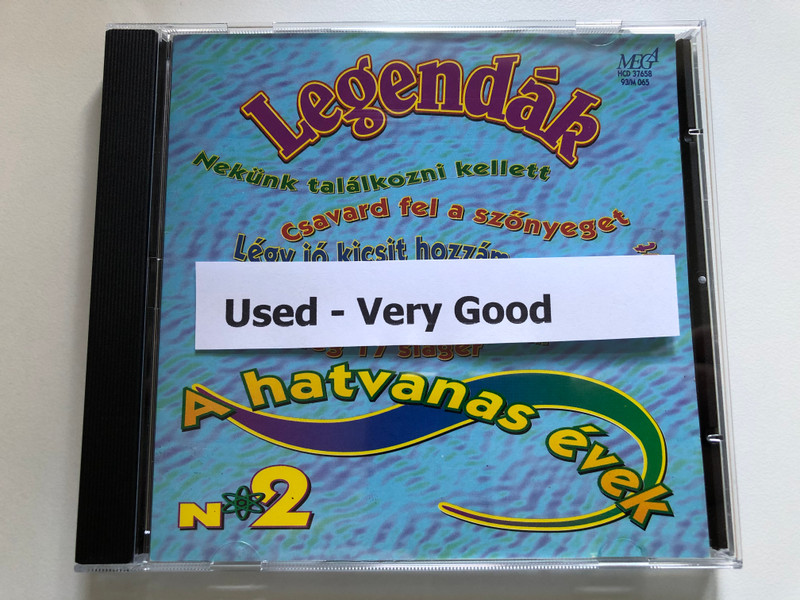 MEGA
HCD 37658
93/M 065
Legendák
Nekünk találkozni kellett
Csavard fel a szőnyeget
Légy jó kicsit hozzám
Used - Very Good
17 sláger
A hatvanas évek
N 2